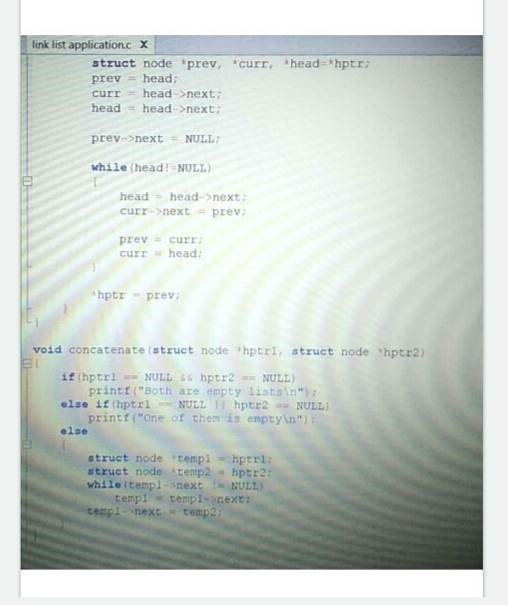 link list application.c X
struct node *prev, *curr, *head=*hptr;
prev = head;
curr = head->next;
head = head->next;
prev->next = NULL;
while(head!=NULL)
{
head = head->next;
curr->next = prev;
prev = curr;
curr = head;
}
*hptr = prev;
}
}
void concatenate(struct node *hptr1, struct node *hptr2)
{
if(hptr1 == NULL && hptr2 == NULL)
printf("Both are empty lists\n");
else if(hptr1 == NULL || hptr2 == NULL)
printf("One of them is empty\n");
else
{
struct node *temp1 = hptr1;
struct node *temp2 = hptr2;
while(temp1->next != NULL)
temp1 = temp1->next;
temp1->next = temp2;
}
}